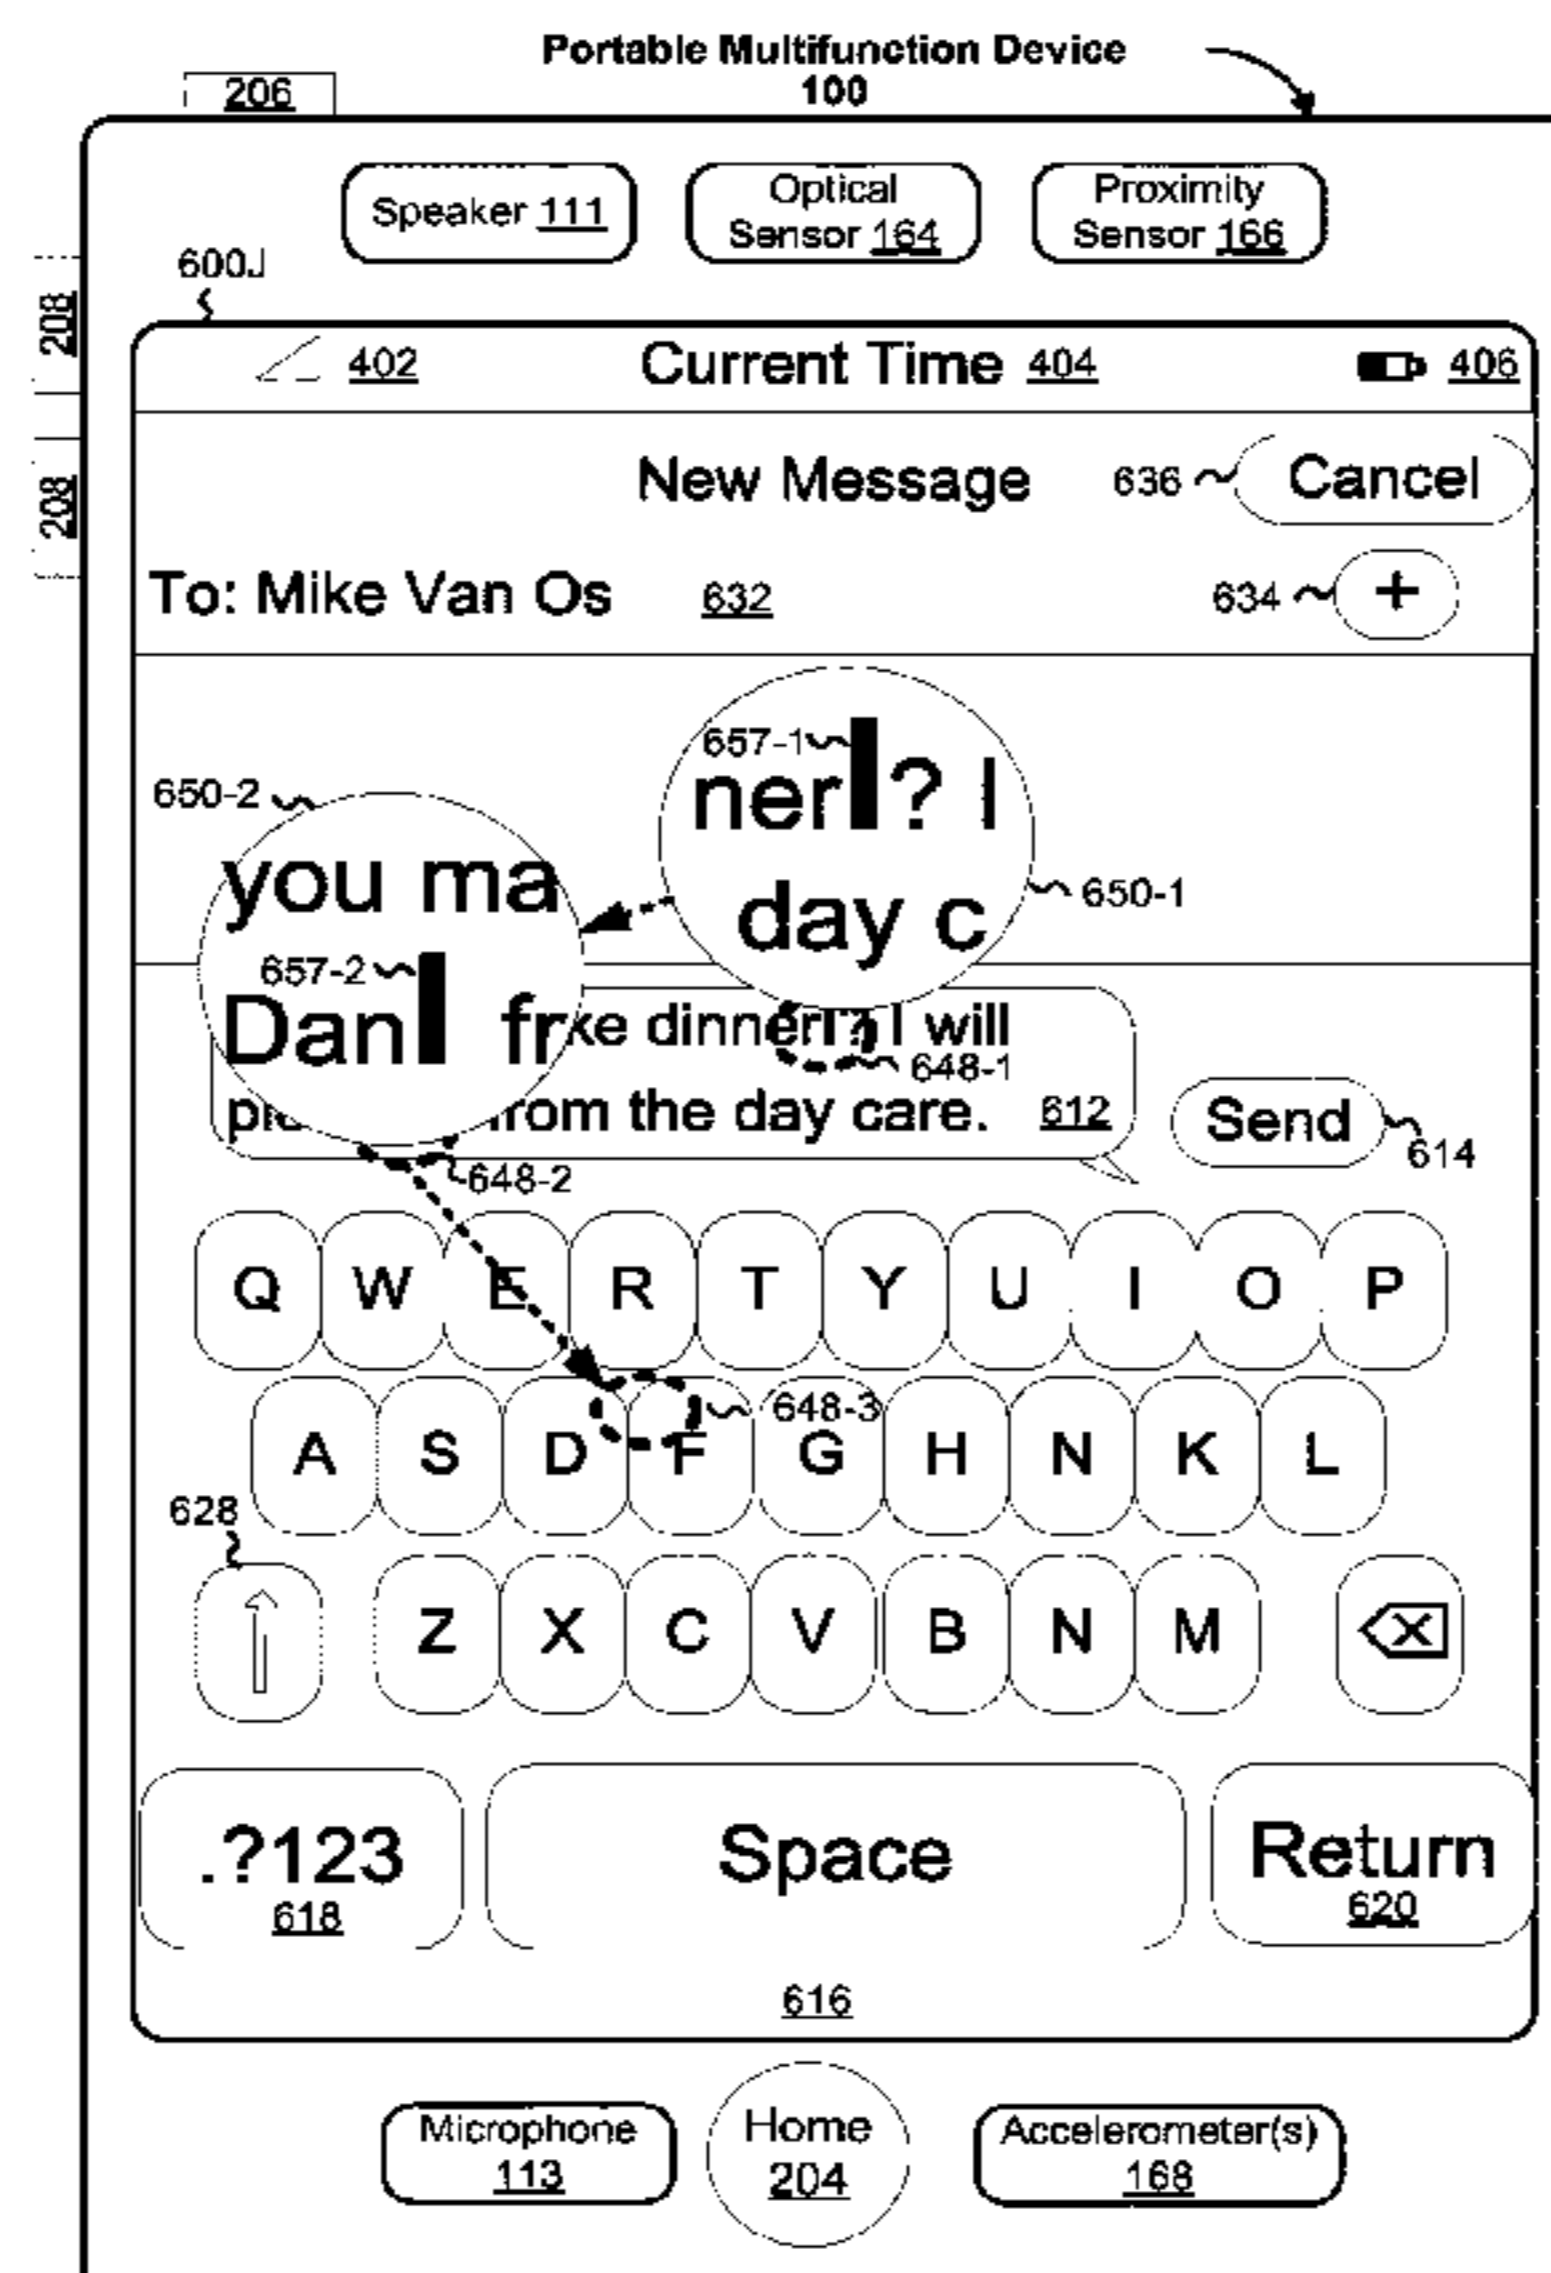 Portable Multifunction Device
100
206
Speaker 111
Optical
Sensor 164
Proximity
Sensor 166
208
208
600J
402
Current Time 404
406
New Message
636
Cancel
To: Mike Van Os 632
634
+
657-1
ner? I
day c
650-1
650-2
you ma
657-2
Dan fr
ke dinner? I will
from the day care. 612
648-1
648-2
Send
614
Q W E R T Y U I O P
648-3
A S D F G H N K L
628
Z X C V B N M
.?123
618
Space
Return
620
616
Microphone
113
Home
204
Accelerometer(s)
168